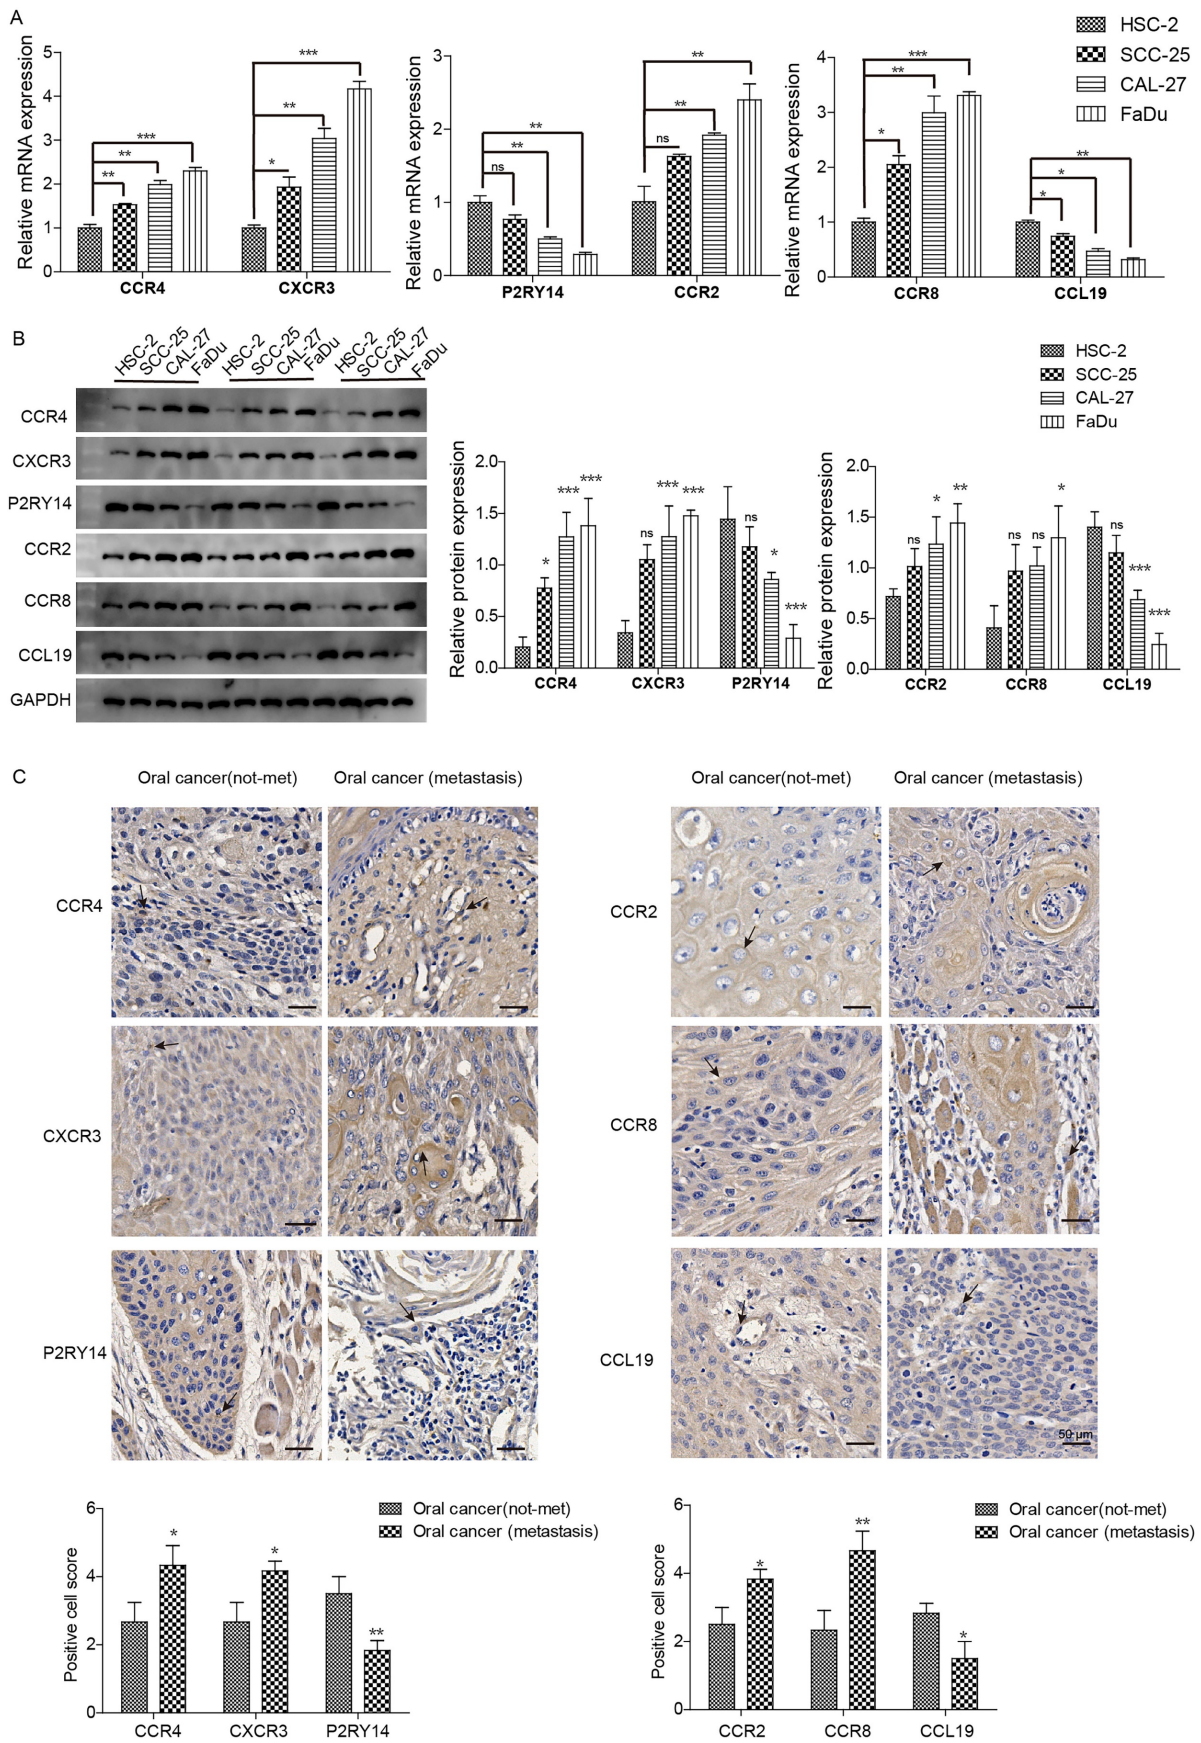 A
HSC-2
SCC-25
CAL-27
FaDu
Relative mRNA expression
5
4
3
2
1
0
**
**
***
*
**
***
CCR4
CXCR3
Relative mRNA expression
3
2
1
0
ns
**
**
ns
**
**
P2RY14
CCR2
Relative mRNA expression
4
3
2
1
0
*
**
***
*
*
**
CCR8
CCL19
B
HSC-2 SCC-25 CAL-27 FaDu HSC-2 SCC-25 CAL-27 FaDu HSC-2 SCC-25 CAL-27 FaDu
CCR4
CXCR3
P2RY14
CCR2
CCR8
CCL19
GAPDH
HSC-2
SCC-25
CAL-27
FaDu
Relative protein expression
2.0
1.5
1.0
0.5
0.0
* *** ***
ns *** ***
ns * ***
CCR4 CXCR3 P2RY14
Relative protein expression
2.0
1.5
1.0
0.5
0.0
ns * **
ns ns *
ns *** ***
CCR2 CCR8 CCL19
C
Oral cancer(not-met) Oral cancer (metastasis) Oral cancer(not-met) Oral cancer (metastasis)
CCR4
CCR2
CXCR3
CCR8
P2RY14
CCL19
50 μm
Oral cancer(not-met)
Oral cancer (metastasis)
Positive cell score
6
4
2
0
*
*
**
CCR4 CXCR3 P2RY14
Oral cancer(not-met)
Oral cancer (metastasis)
Positive cell score
6
4
2
0
*
**
*
CCR2 CCR8 CCL19